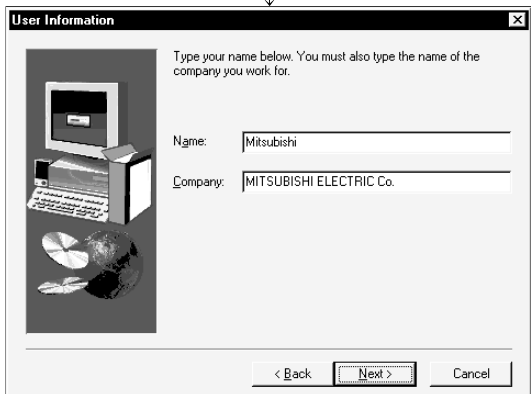 User Information
Type your name below. You must also type the name of the
company you work for.
Name: Mitsubishi
Company: MITSUBISHI ELECTRIC Co.
< Back Next > Cancel